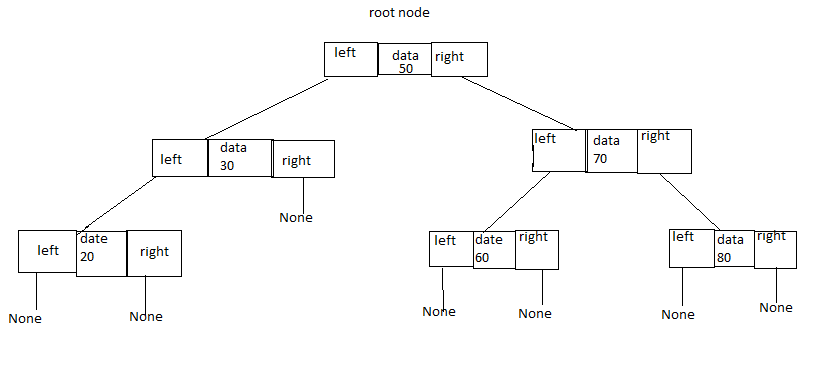 root node
left
data
50
right
left
data
30
right
None
left
data
70
right
left
date
20
right
None
None
left
date
60
right
None
None
left
data
80
right
None
None